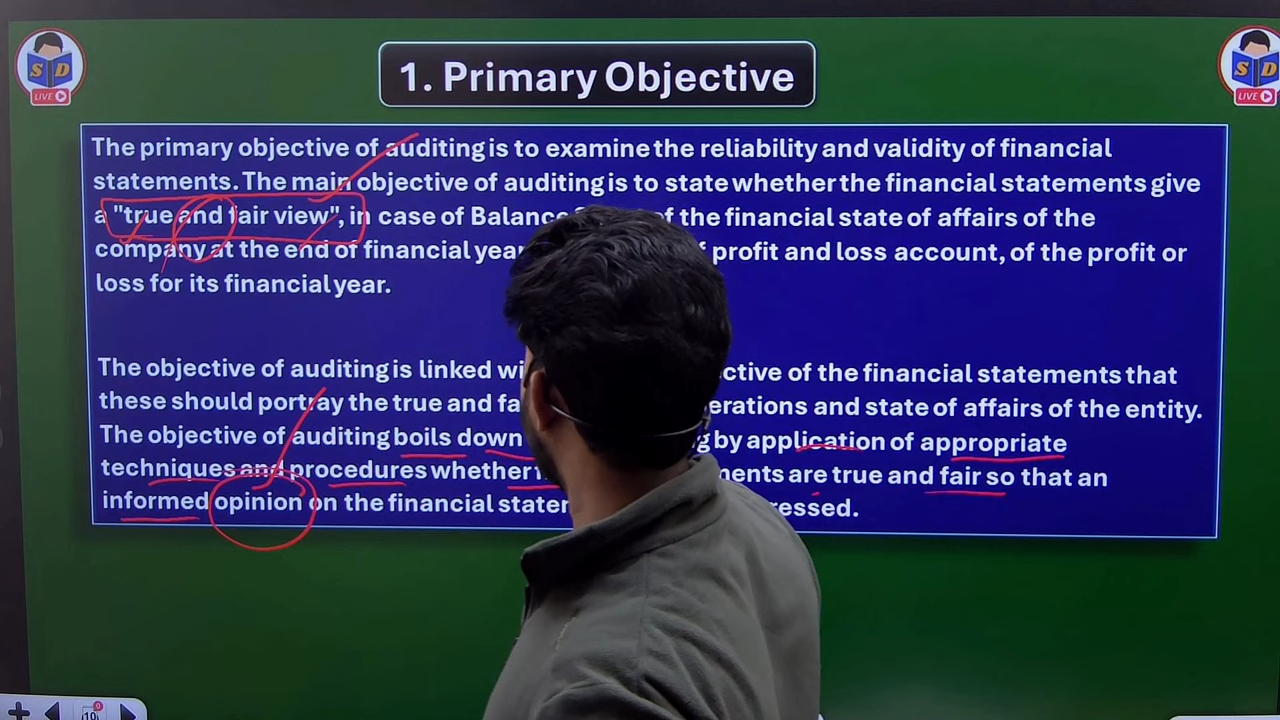 S D
LIVE
1. Primary Objective
S D
LIVE
The primary objective of auditing is to examine the reliability and validity of financial
statements. The main objective of auditing is to state whether the financial statements give
a "true and fair view", in case of Balance of the financial state of affairs of the
company at the end of financial year profit and loss account, of the profit or
loss for its financial year.
The objective of auditing is linked of the financial statements that
these should portray the true and and state of affairs of the entity.
The objective of auditing boils down by application of appropriate
techniques and procedures whether are true and fair so that an
informed opinion on the financial
19